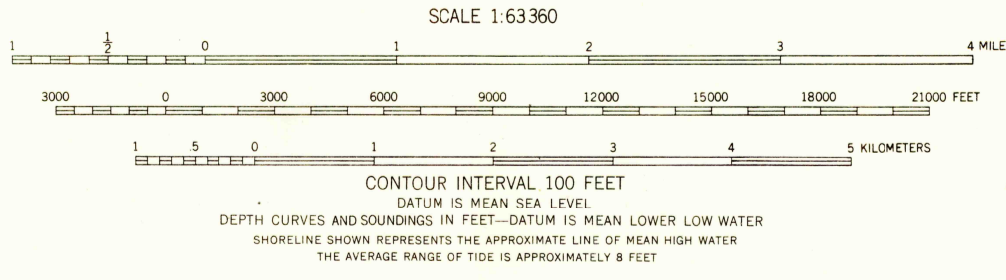 SCALE 1:63360
1 1/2 0 1 2 3 4 MILE
3000 0 3000 6000 9000 12000 15000 18000 21000 FEET
1 .5 0 1 2 3 4 5 KILOMETERS
CONTOUR INTERVAL 100 FEET
DATUM IS MEAN SEA LEVEL
DEPTH CURVES AND SOUNDINGS IN FEET—DATUM IS MEAN LOWER LOW WATER
SHORELINE SHOWN REPRESENTS THE APPROXIMATE LINE OF MEAN HIGH WATER
THE AVERAGE RANGE OF TIDE IS APPROXIMATELY 8 FEET